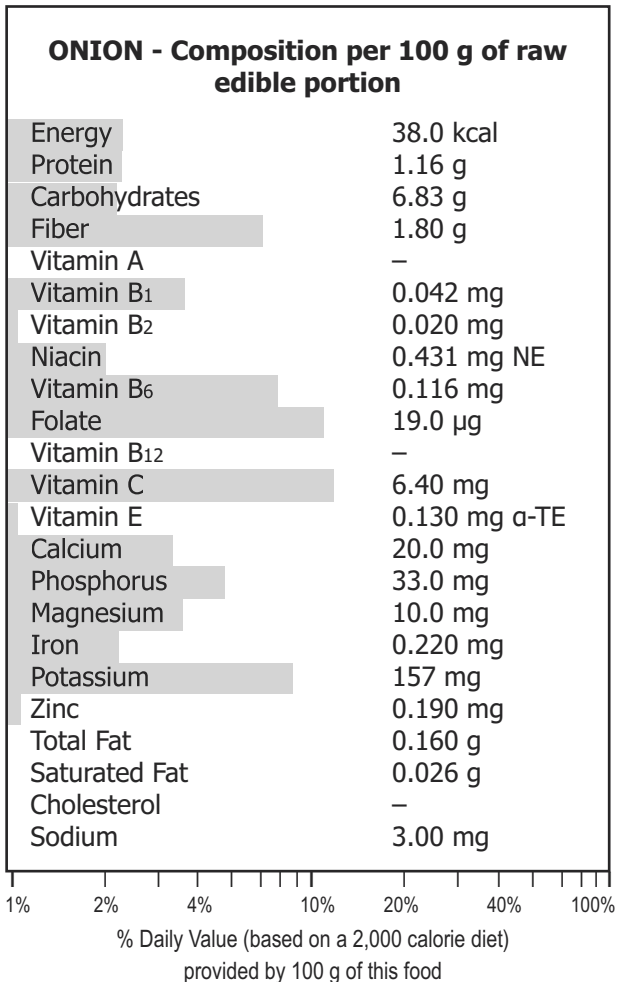 ONION - Composition per 100 g of raw
edible portion
Energy 38.0 kcal
Protein 1.16 g
Carbohydrates 6.83 g
Fiber 1.80 g
Vitamin A –
Vitamin B1 0.042 mg
Vitamin B2 0.020 mg
Niacin 0.431 mg NE
Vitamin B6 0.116 mg
Folate 19.0 µg
Vitamin B12 –
Vitamin C 6.40 mg
Vitamin E 0.130 mg α-TE
Calcium 20.0 mg
Phosphorus 33.0 mg
Magnesium 10.0 mg
Iron 0.220 mg
Potassium 157 mg
Zinc 0.190 mg
Total Fat 0.160 g
Saturated Fat 0.026 g
Cholesterol –
Sodium 3.00 mg
1% 2% 4% 10% 20% 40% 100%
% Daily Value (based on a 2,000 calorie diet)
provided by 100 g of this food